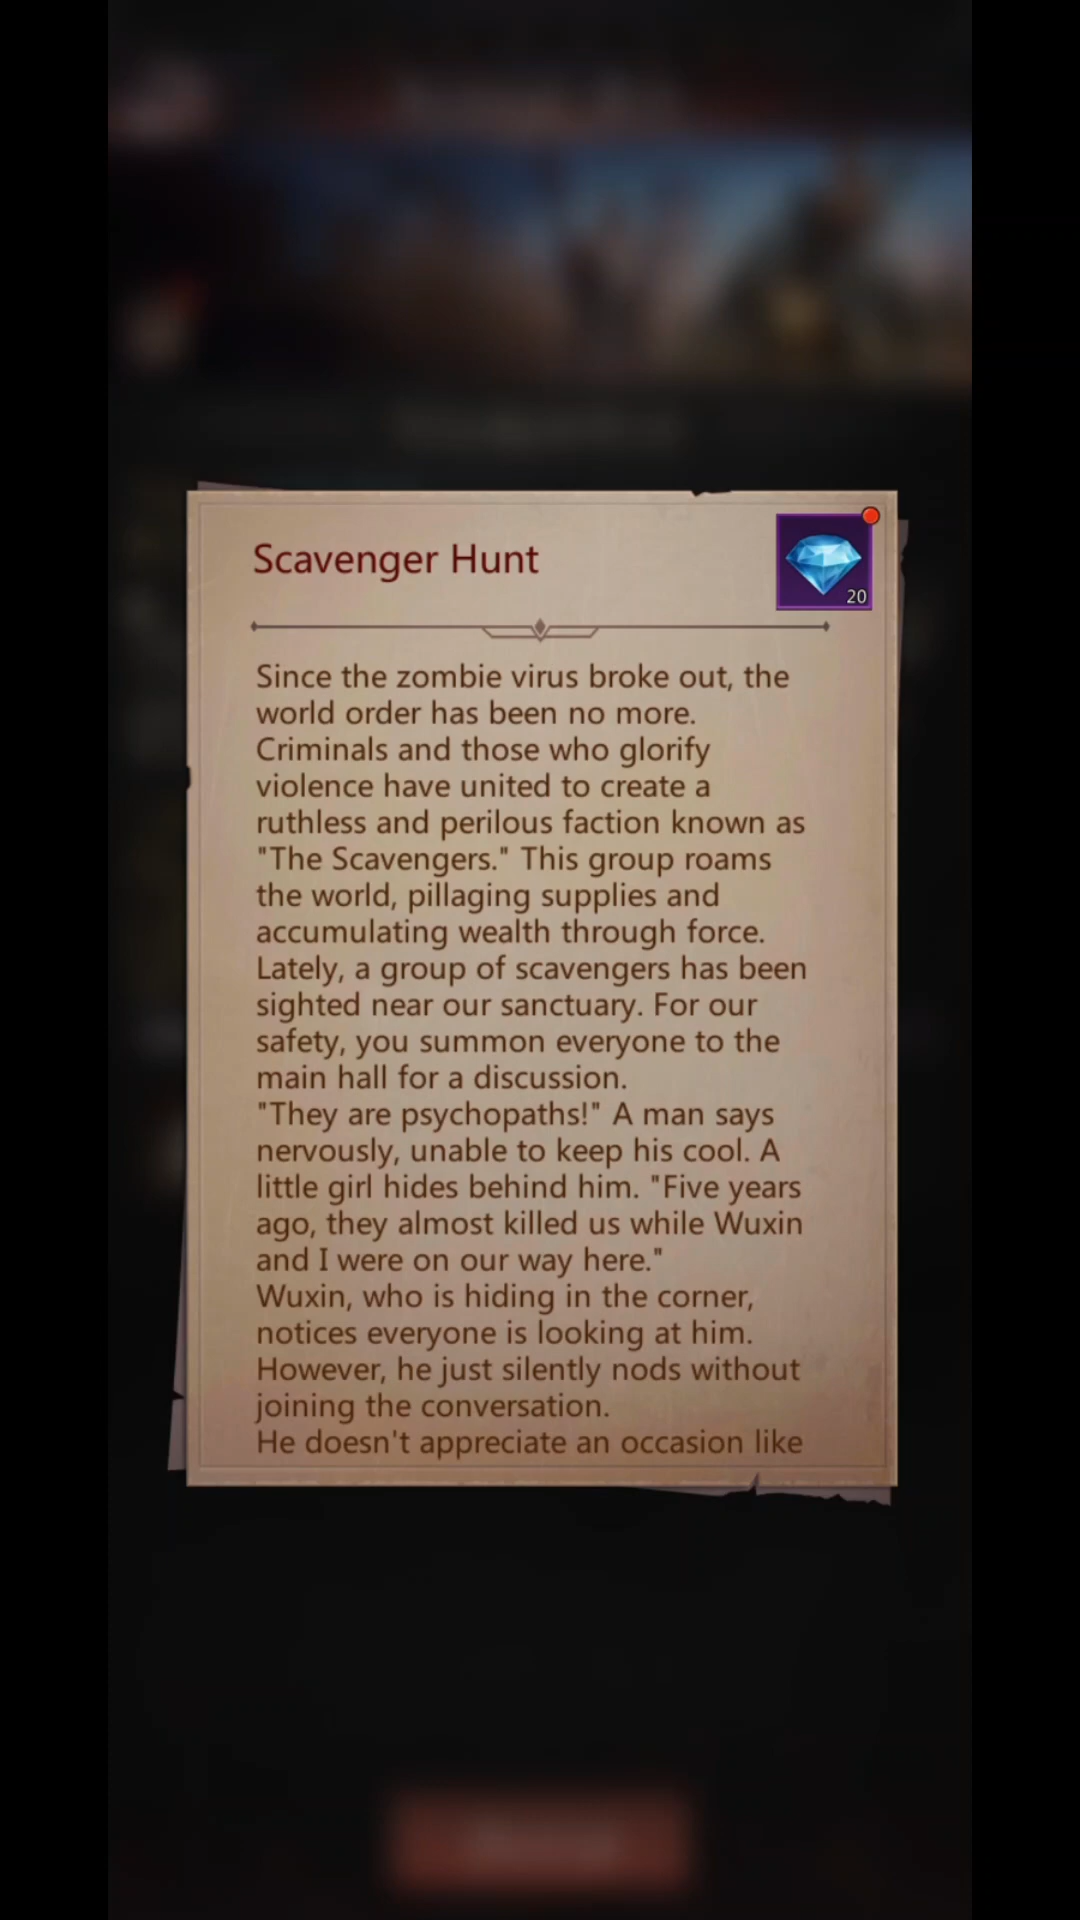 Scavenger Hunt
20
Since the zombie virus broke out, the
world order has been no more.
Criminals and those who glorify
violence have united to create a
ruthless and perilous faction known as
"The Scavengers." This group roams
the world, pillaging supplies and
accumulating wealth through force.
Lately, a group of scavengers has been
sighted near our sanctuary. For our
safety, you summon everyone to the
main hall for a discussion.
"They are psychopaths!" A man says
nervously, unable to keep his cool. A
little girl hides behind him. "Five years
ago, they almost killed us while Wuxin
and I were on our way here."
Wuxin, who is hiding in the corner,
notices everyone is looking at him.
However, he just silently nods without
joining the conversation.
He doesn't appreciate an occasion like